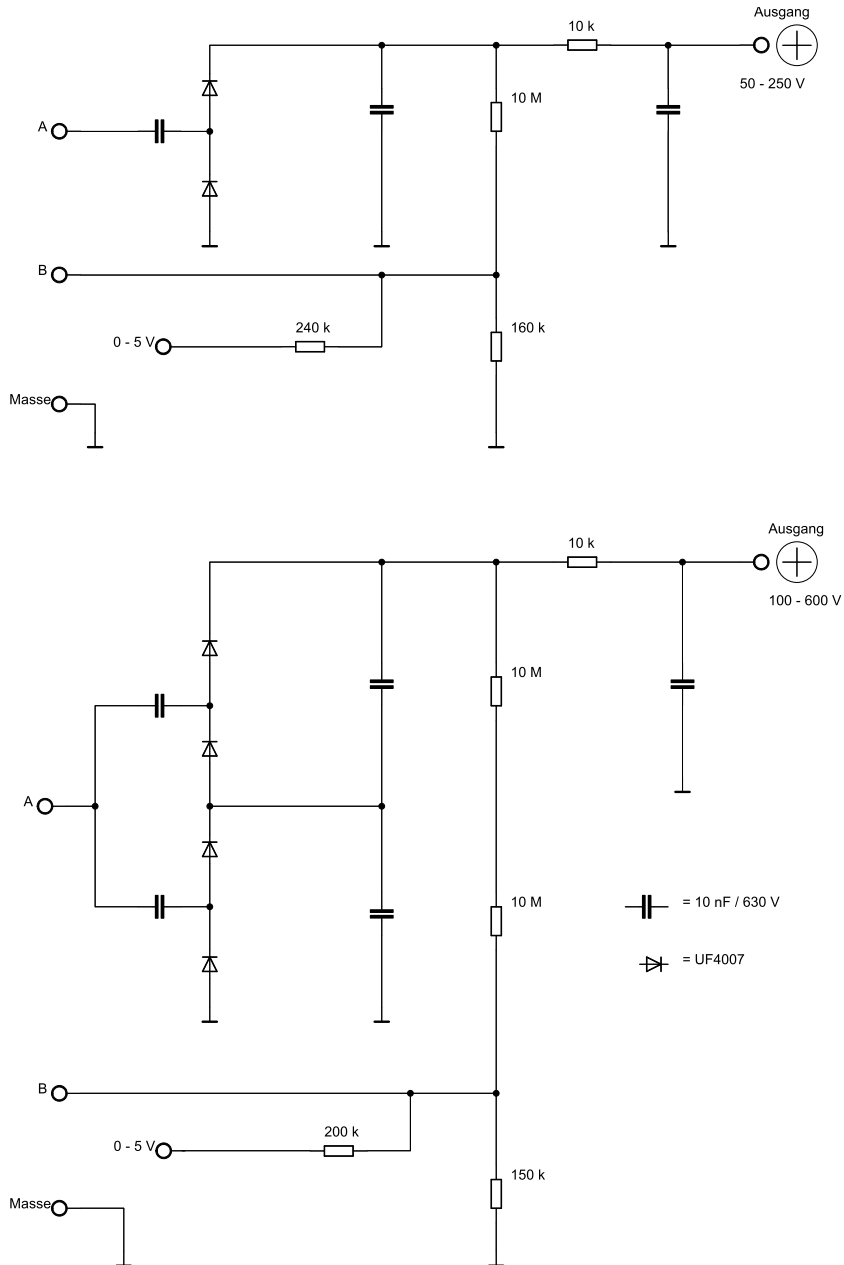 Ausgang
10 k
50 - 250 V
10 M
A
B
240 k
160 k
0 - 5 V
Masse
Ausgang
10 k
100 - 600 V
10 M
A
10 M
= 10 nF / 630 V
= UF4007
B
200 k
0 - 5 V
150 k
Masse